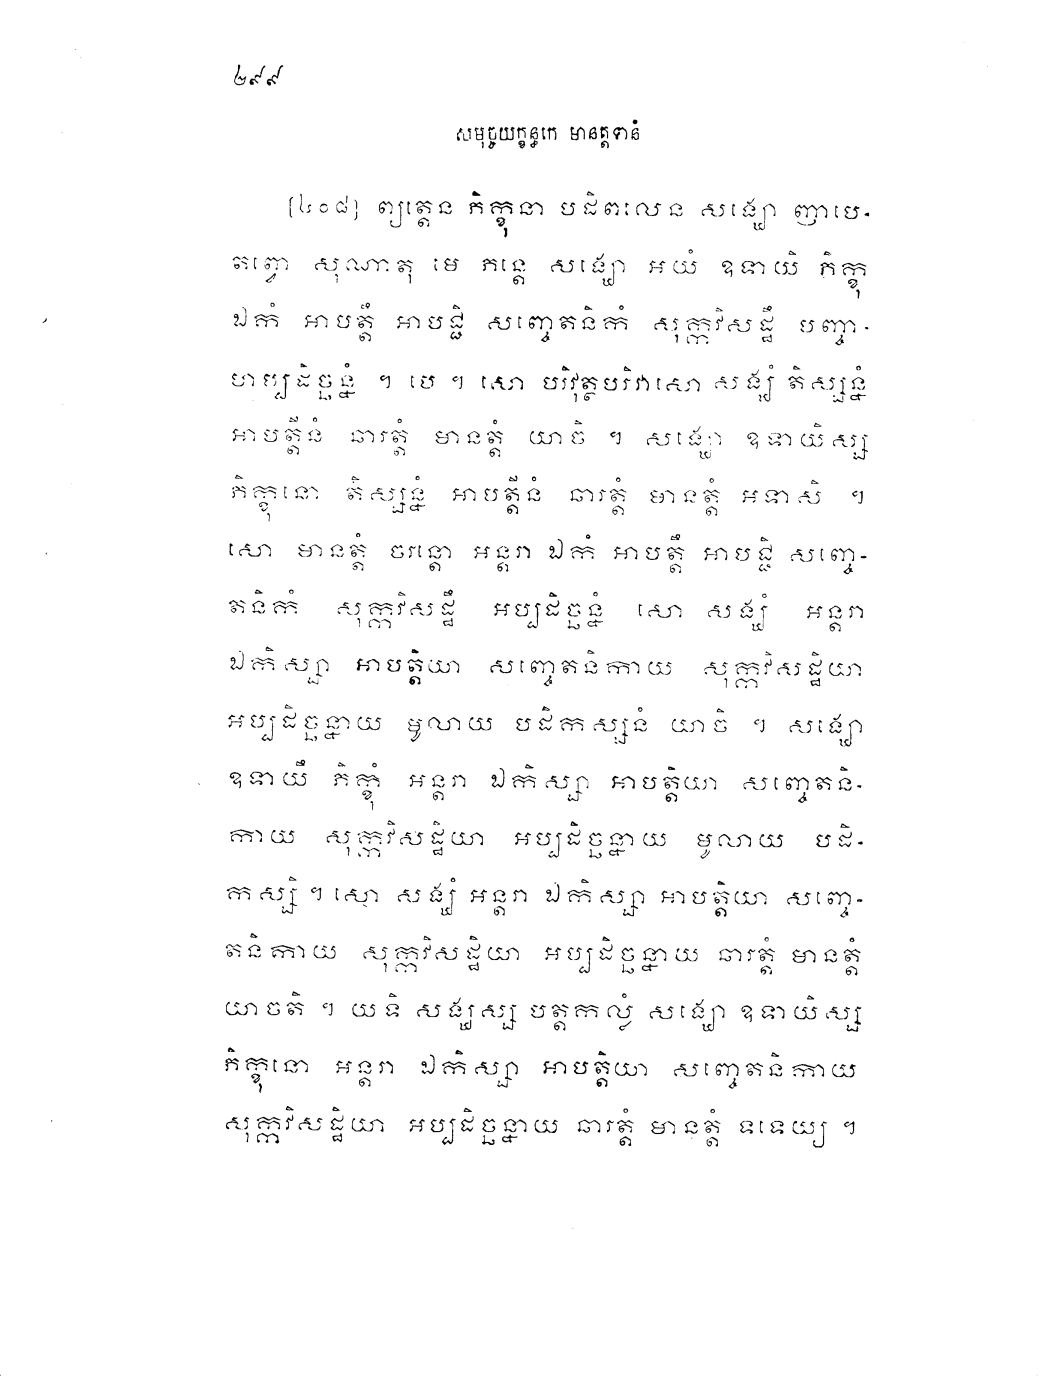 ២៩៩
សមុច្ចយក្ខន្ធកេ មានត្តទានំ
[៤០៨] ព្យត្តេន ភិក្ខុនា បដិពលេន សង្ឃោ ញាបេ-
តព្វោ សុណាតុ មេ ភន្តេ សង្ឃោ អយំ ឧទាយិ ភិក្ខុ
ឯកំ អាបត្តឹ អាបជ្ជិ សញ្ចេតនិកំ សុក្កវិសដ្ឋឹ បញ្ចា-
ហប្បដិច្ឆន្នំ ។ បេ ។ សោ បរិវុត្ថបរិវាសោ សង្ឃំ តិស្សន្នំ
អាបត្តីនំ ឆារត្តំ មានត្តំ យាចិ ។ សង្ឃោ ឧទាយិស្ស
ភិក្ខុនោ តិស្សន្នំ អាបត្តីនំ ឆារត្តំ មានត្តំ អទាសិ ។
សោ មានត្តំ ចរន្តោ អន្តរា ឯកំ អាបត្តឹ អាបជ្ជិ សញ្ចេ-
តនិកំ សុក្កវិសដ្ឋឹ អប្បដិច្ឆន្នំ សោ សង្ឃំ អន្តរា
ឯកិស្សា អាបត្តិយា សញ្ចេតនិកាយ សុក្កវិសដ្ឋិយា
អប្បដិច្ឆន្នាយ មូលាយ បដិកស្សនំ យាចិ ។ សង្ឃោ
ឧទាយឹ ភិក្ខុំ អន្តរា ឯកិស្សា អាបត្តិយា សញ្ចេតនិ-
កាយ សុក្កវិសដ្ឋិយា អប្បដិច្ឆន្នាយ មូលាយ បដិ-
កស្សិ ។ សោ សង្ឃំ អន្តរា ឯកិស្សា អាបត្តិយា សញ្ចេ-
តនិកាយ សុក្កវិសដ្ឋិយា អប្បដិច្ឆន្នាយ ឆារត្តំ មានត្តំ
យាចតិ ។ យទិ សង្ឃស្ស បត្តកល្លំ សង្ឃោ ឧទាយិស្ស
ភិក្ខុនោ អន្តរា ឯកិស្សា អាបត្តិយា សញ្ចេតនិកាយ
សុក្កវិសដ្ឋិយា អប្បដិច្ឆន្នាយ ឆារត្តំ មានត្តំ ទទេយ្យ ។